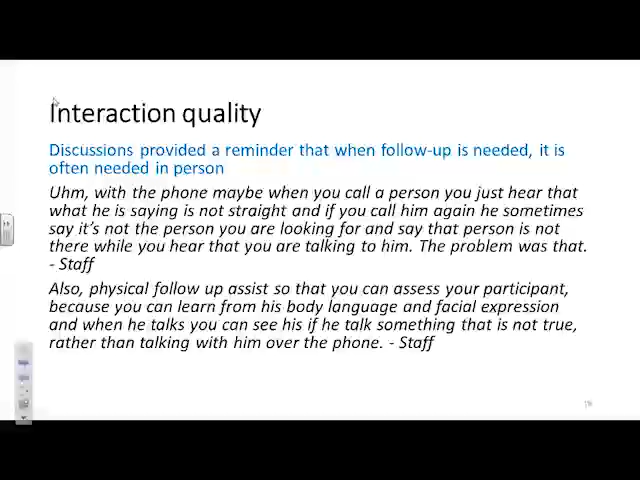 Interaction quality
Discussions provided a reminder that when follow-up is needed, it is
often needed in person
Uhm, with the phone maybe when you call a person you just hear that
what he is saying is not straight and if you call him again he sometimes
say it’s not the person you are looking for and say that person is not
there while you hear that you are talking to him. The problem was that.
- Staff
Also, physical follow up assist so that you can assess your participant,
because you can learn from his body language and facial expression
and when he talks you can see his if he talk something that is not true,
rather than talking with him over the phone. - Staff